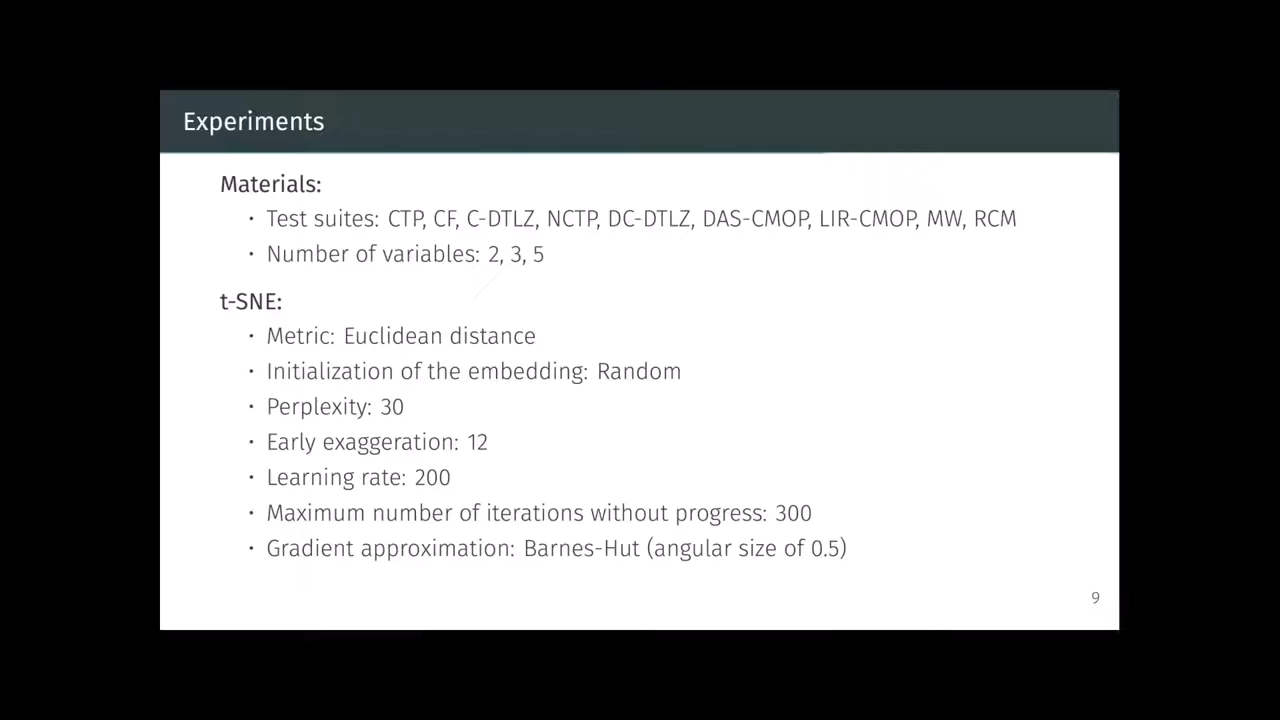 Experiments
Materials:
· Test suites: CTP, CF, C-DTLZ, NCTP, DC-DTLZ, DAS-CMOP, LIR-CMOP, MW, RCM
· Number of variables: 2, 3, 5
t-SNE:
· Metric: Euclidean distance
· Initialization of the embedding: Random
· Perplexity: 30
· Early exaggeration: 12
· Learning rate: 200
· Maximum number of iterations without progress: 300
· Gradient approximation: Barnes-Hut (angular size of 0.5)
9